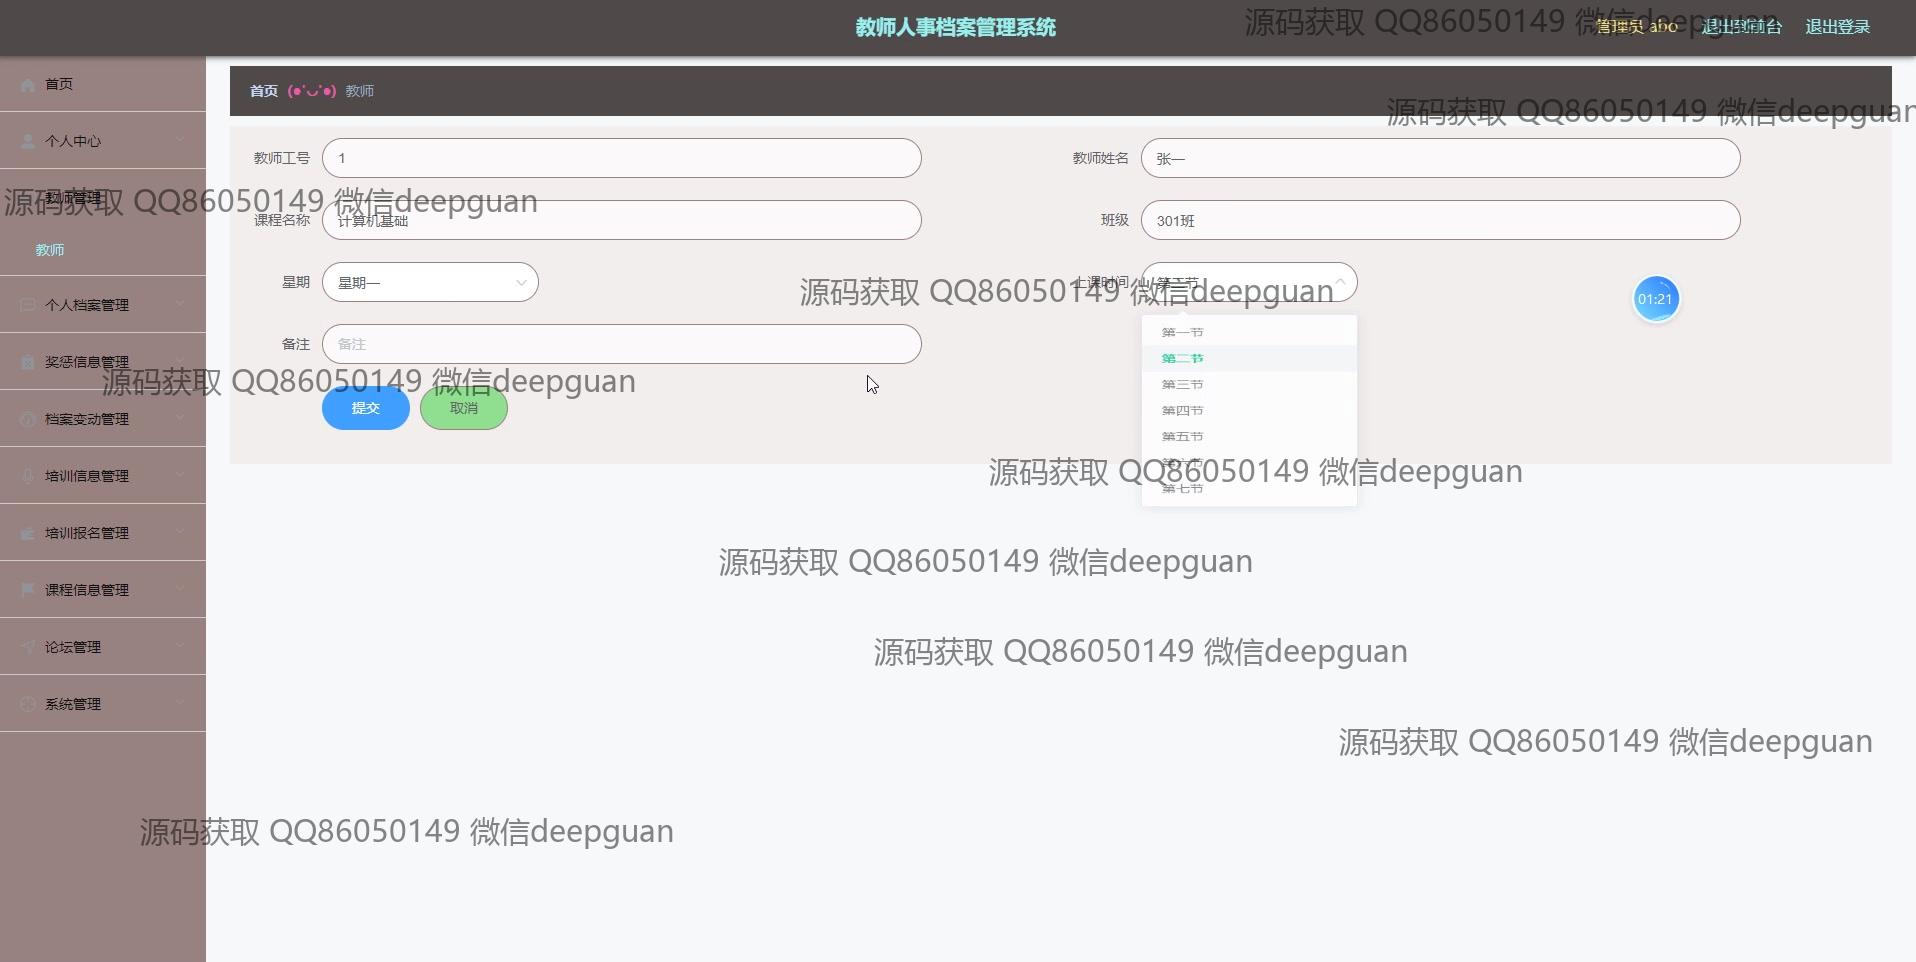 教师人事档案管理系统
管理员 abo
退出到前台
退出登录
源码获取 QQ86050149 微信deepguan
首页 (●'◡'●) 教师
源码获取 QQ86050149 微信deepguan
首页
个人中心
教师管理
教师
个人档案管理
奖惩信息管理
档案变动管理
培训信息管理
培训报名管理
课程信息管理
论坛管理
系统管理
教师工号 1
教师姓名 张一
源码获取 QQ86050149 微信deepguan
课程名称 计算机基础
班级 301班
星期 星期一
上课时间 第二节
源码获取 QQ86050149 微信deepguan
01:21
备注 备注
第一节
第二节
第三节
第四节
第五节
第六节
第七节
源码获取 QQ86050149 微信deepguan
提交 取消
源码获取 QQ86050149 微信deepguan
源码获取 QQ86050149 微信deepguan
源码获取 QQ86050149 微信deepguan
源码获取 QQ86050149 微信deepguan
源码获取 QQ86050149 微信deepguan